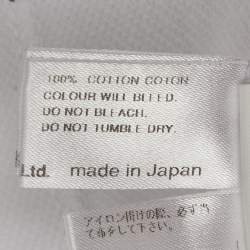 100% COTTON COTON
COLOUR WILL BLEED.
DO NOT BLEACH.
DO NOT TUMBLE DRY.
Ltd. made in Japan
アイロン掛けの際、必ず当
て布をして下さい。